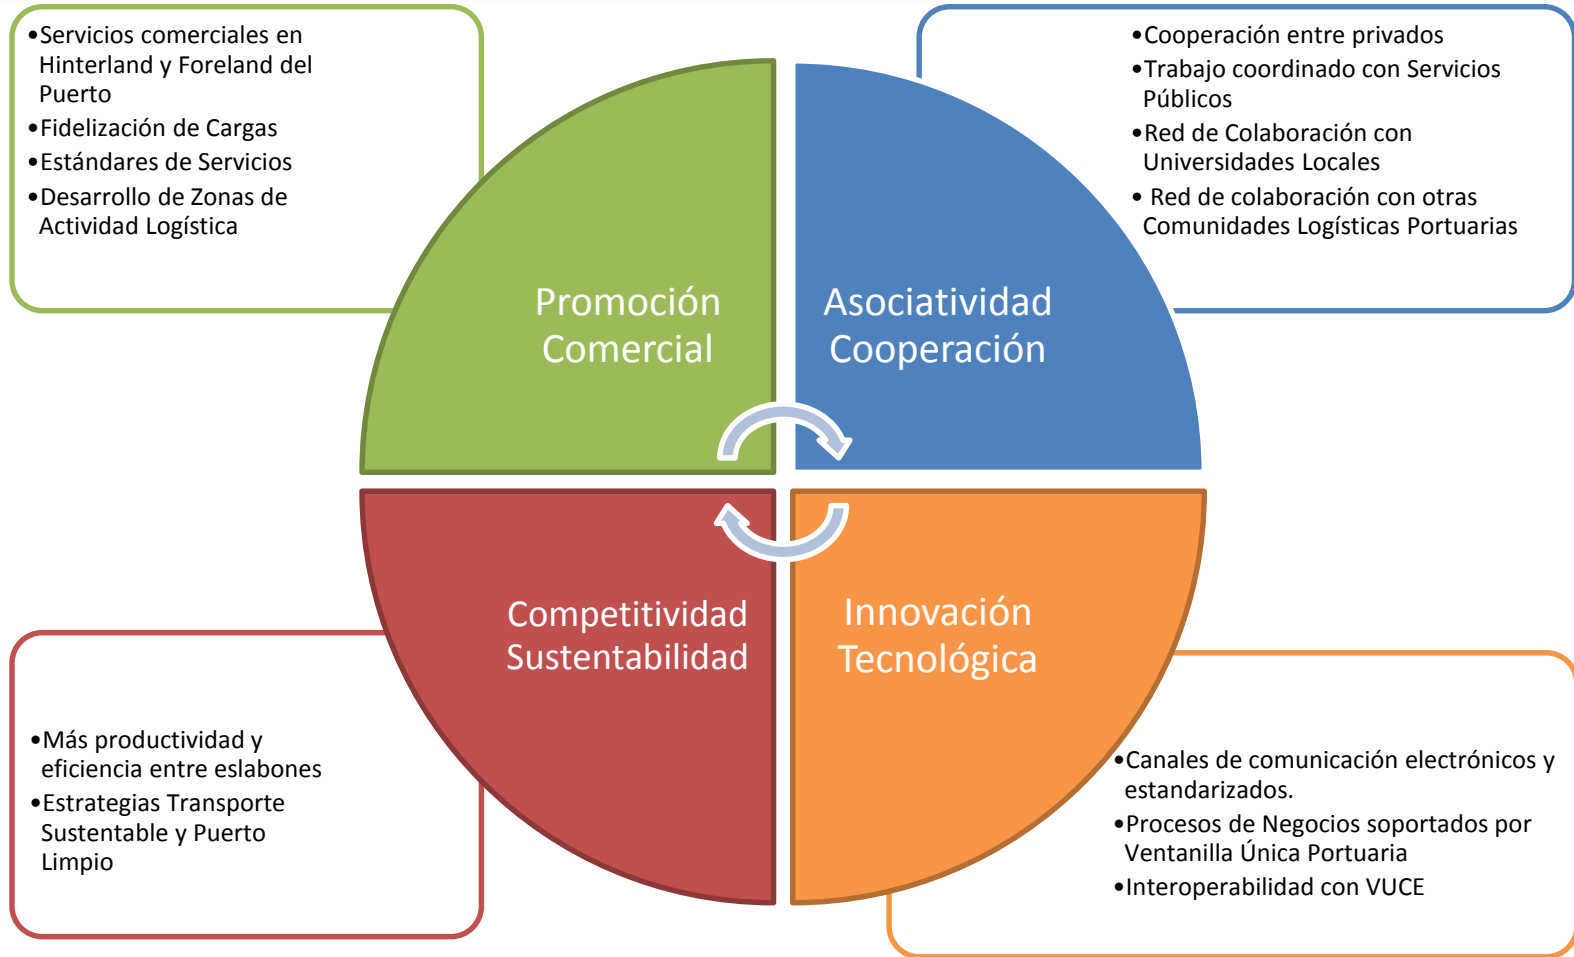 •Servicios comerciales en
Hinterland y Foreland del
Puerto
•Fidelización de Cargas
•Estándares de Servicios
•Desarrollo de Zonas de
Actividad Logística
•Cooperación entre privados
•Trabajo coordinado con Servicios
Públicos
•Red de Colaboración con
Universidades Locales
• Red de colaboración con otras
Comunidades Logísticas Portuarias
Promoción
Comercial
Asociatividad
Cooperación
Competitividad
Sustentabilidad
Innovación
Tecnológica
•Más productividad y
eficiencia entre eslabones
•Estrategias Transporte
Sustentable y Puerto
Limpio
•Canales de comunicación electrónicos y
estandarizados.
•Procesos de Negocios soportados por
Ventanilla Única Portuaria
•Interoperabilidad con VUCE